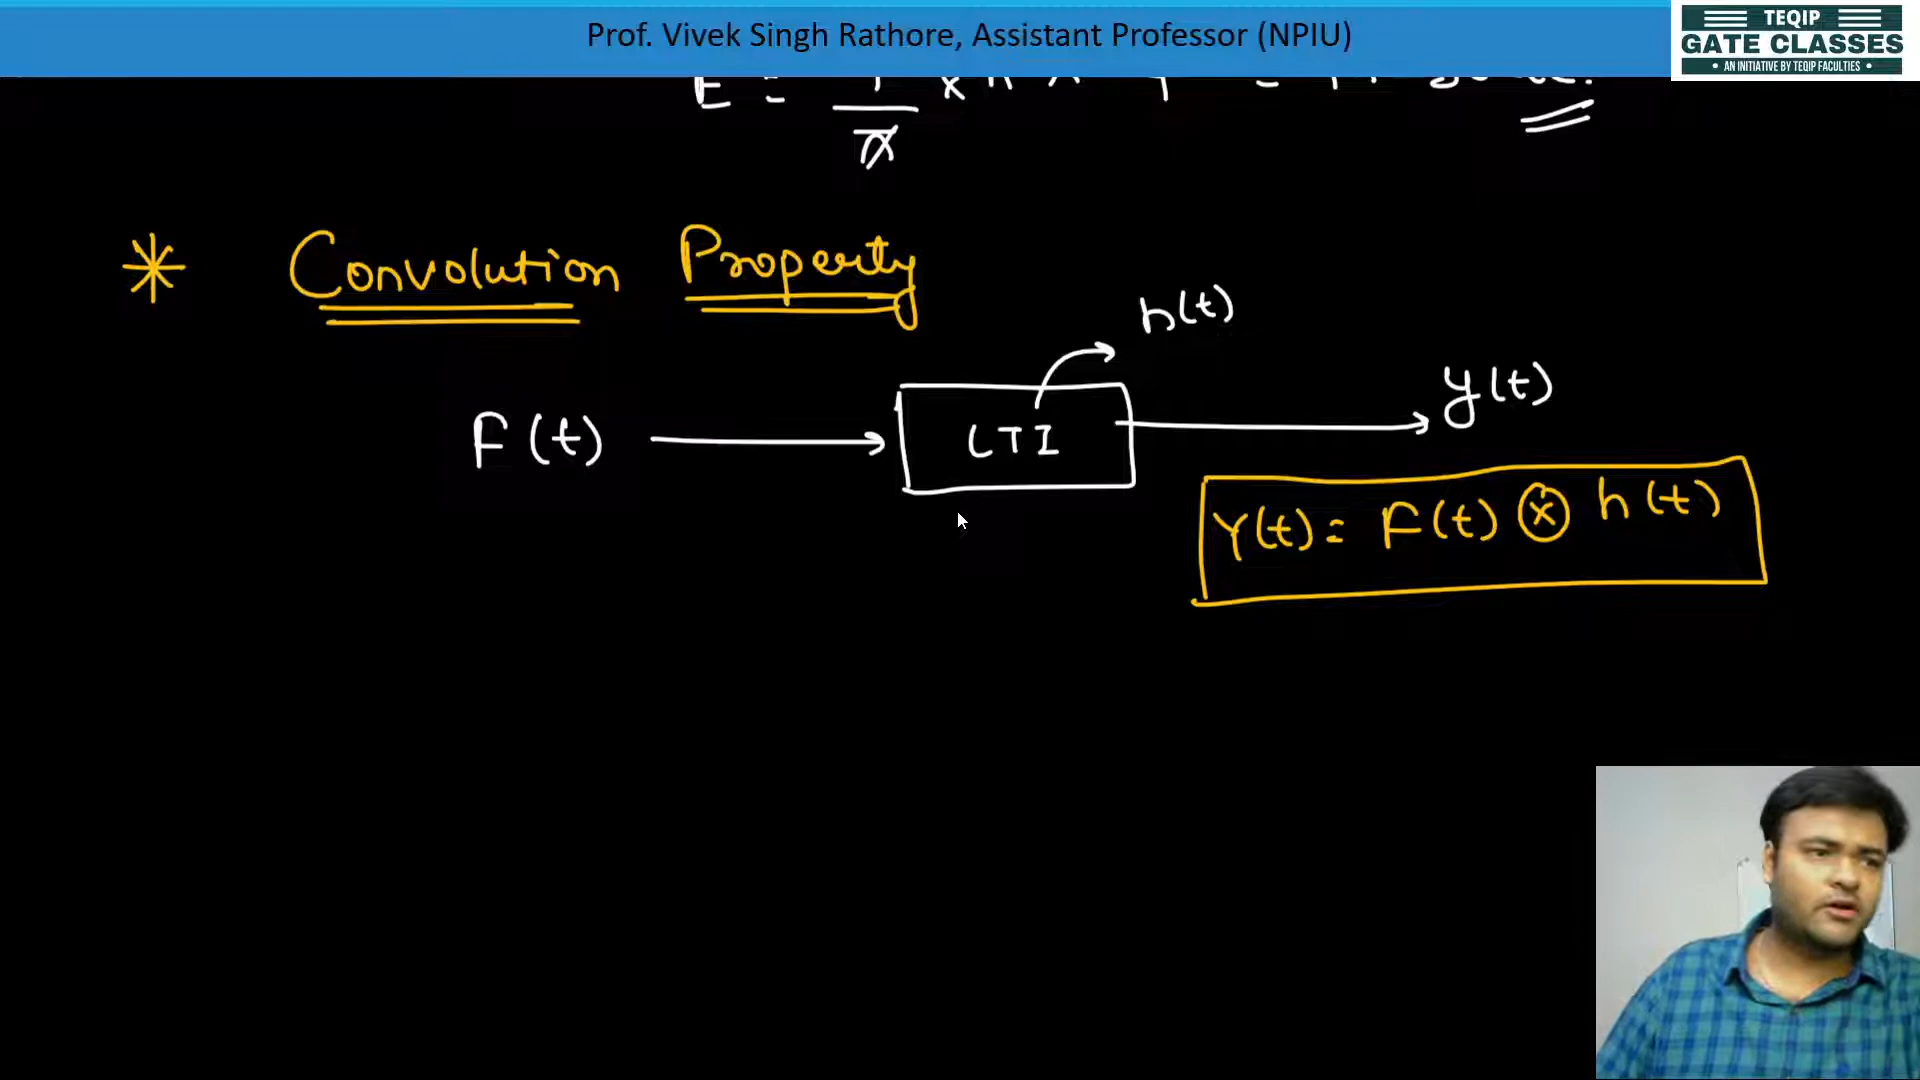 Prof. Vivek Singh Rathore, Assistant Professor (NPIU)
TEQIP
GATE CLASSES
• AN INITIATIVE BY TEQIP FACULTIES •
E =
π
* Convolution Property
h(t)
F(t)
LTI
y(t)
Y(t) = F(t) ⊗ h(t)